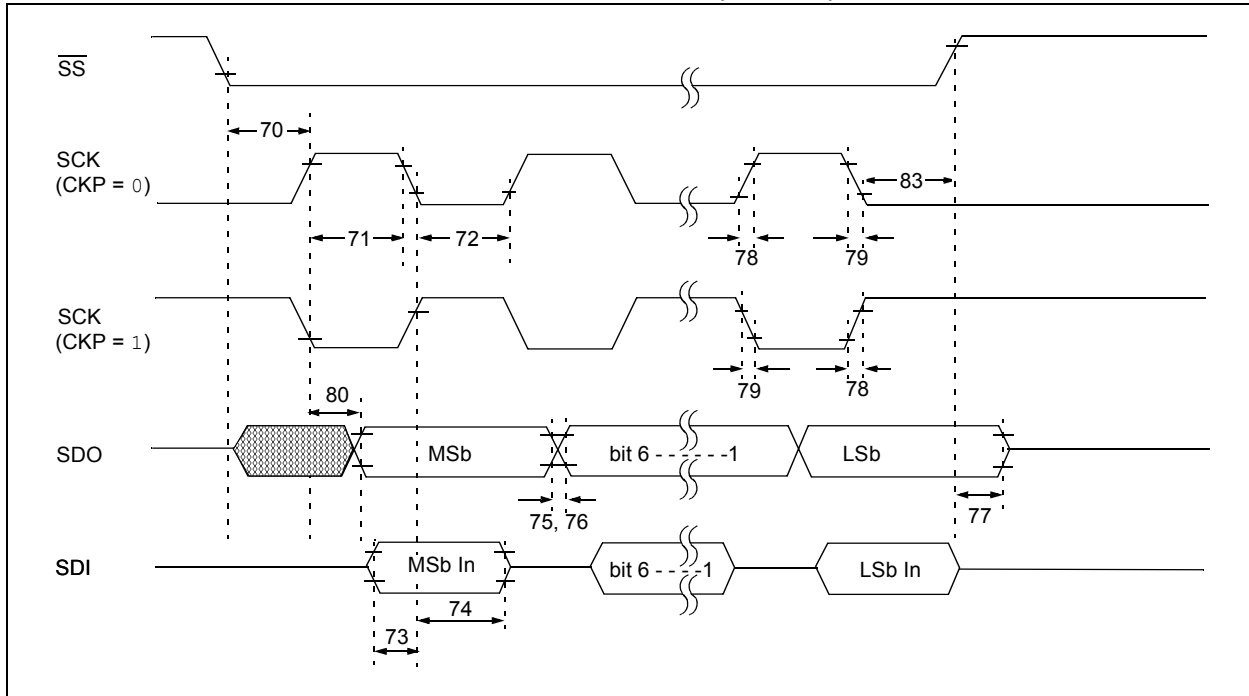 SS
70
SCK
(CKP = 0)
83
71
72
78
79
SCK
(CKP = 1)
79
78
80
SDO
MSb
bit 6 - - - - - -1
LSb
75, 76
77
SDI
MSb In
bit 6 - - - -1
LSb In
74
73